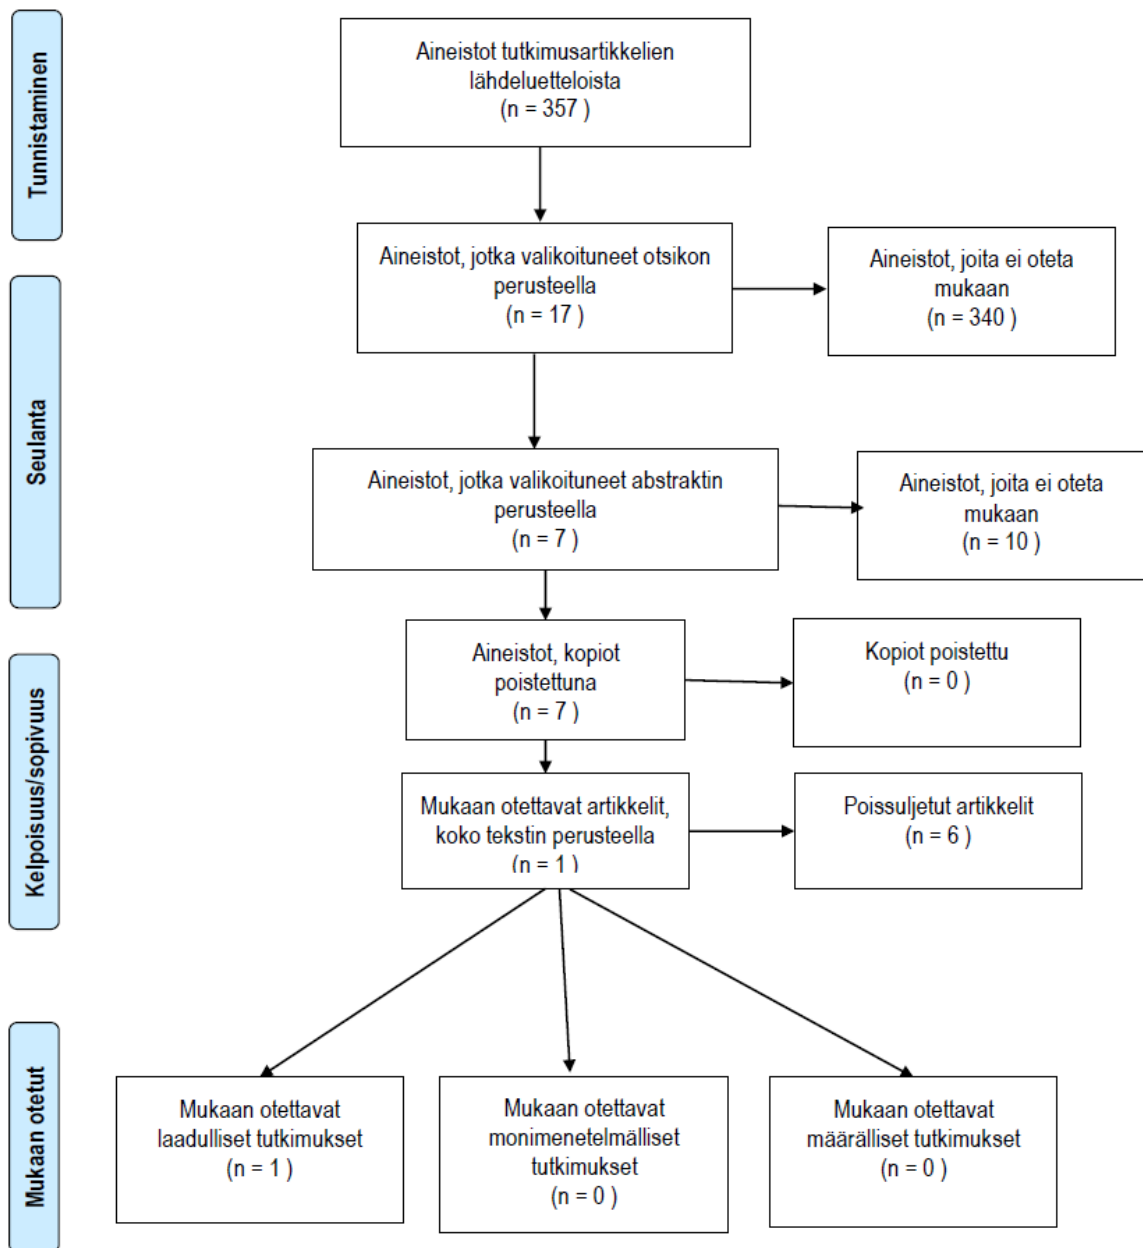 Tunnistaminen
Aineistot tutkimusartikkelien
lähdeluetteloista
(n = 357 )
Aineistot, jotka valikoituneet otsikon
perusteella
(n = 17 )
Aineistot, joita ei oteta
mukaan
(n = 340 )
Seulanta
Aineistot, jotka valikoituneet abstraktin
perusteella
(n = 7 )
Aineistot, joita ei oteta
mukaan
(n = 10 )
Kelpoisuus/sopivuus
Aineistot, kopiot
poistettuna
(n = 7 )
Kopiot poistettu
(n = 0 )
Mukaan otettavat artikkelit,
koko tekstin perusteella
(n = 1 )
Poissuljetut artikkelit
(n = 6 )
Mukaan otetut
Mukaan otettavat
laadulliset tutkimukset
(n = 1 )
Mukaan otettavat
monimenetelmälliset
tutkimukset
(n = 0 )
Mukaan otettavat
määrälliset tutkimukset
(n = 0 )